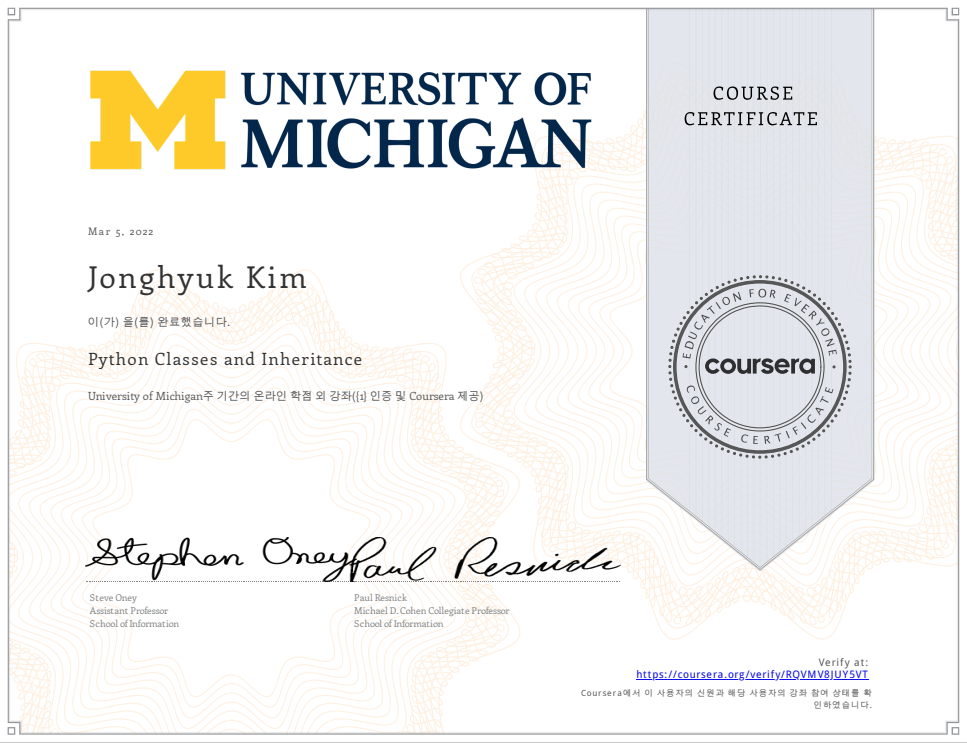 UNIVERSITY OF
MICHIGAN
COURSE
CERTIFICATE
Mar 5, 2022
Jonghyuk Kim
이(가) 을(를) 완료했습니다.
Python Classes and Inheritance
University of Michigan주 기간의 온라인 학점 외 강좌({1} 인증 및 Coursera 제공)
EDUCATION FOR EVERYONE
coursera
COURSE CERTIFICATE
Stephen Oney
Paul Resnick
Steve Oney
Assistant Professor
School of Information
Paul Resnick
Michael D. Cohen Collegiate Professor
School of Information
Verify at:
https://coursera.org/verify/RQVMV8JUY5VT
Coursera에서 이 사용자의 신원과 해당 사용자의 강좌 참여 상태를 확
인하였습니다.